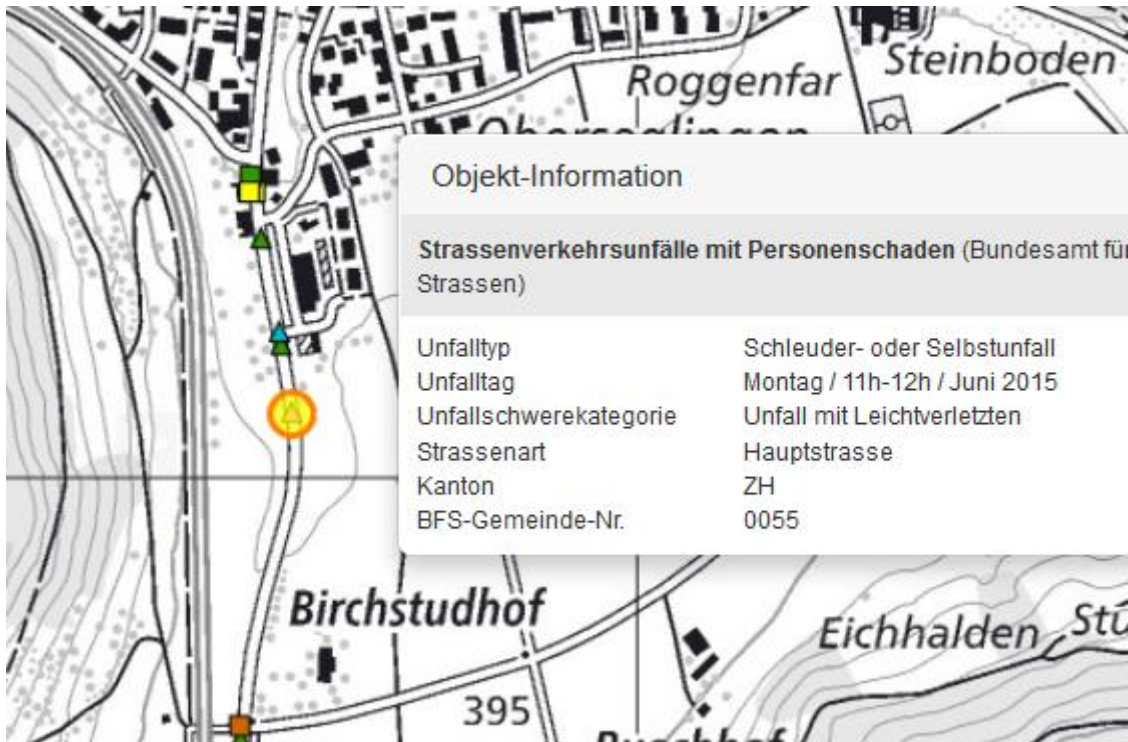 Steinboden
Roggenfar
Oberseglingen
Objekt-Information
Strassenverkehrsunfälle mit Personenschaden (Bundesamt für
Strassen)
Unfalltyp Schleuder- oder Selbstunfall
Unfalltag Montag / 11h-12h / Juni 2015
Unfallschwerekategorie Unfall mit Leichtverletzten
Strassenart Hauptstrasse
Kanton ZH
BFS-Gemeinde-Nr. 0055
Birchstudhof
Eichhalden
395